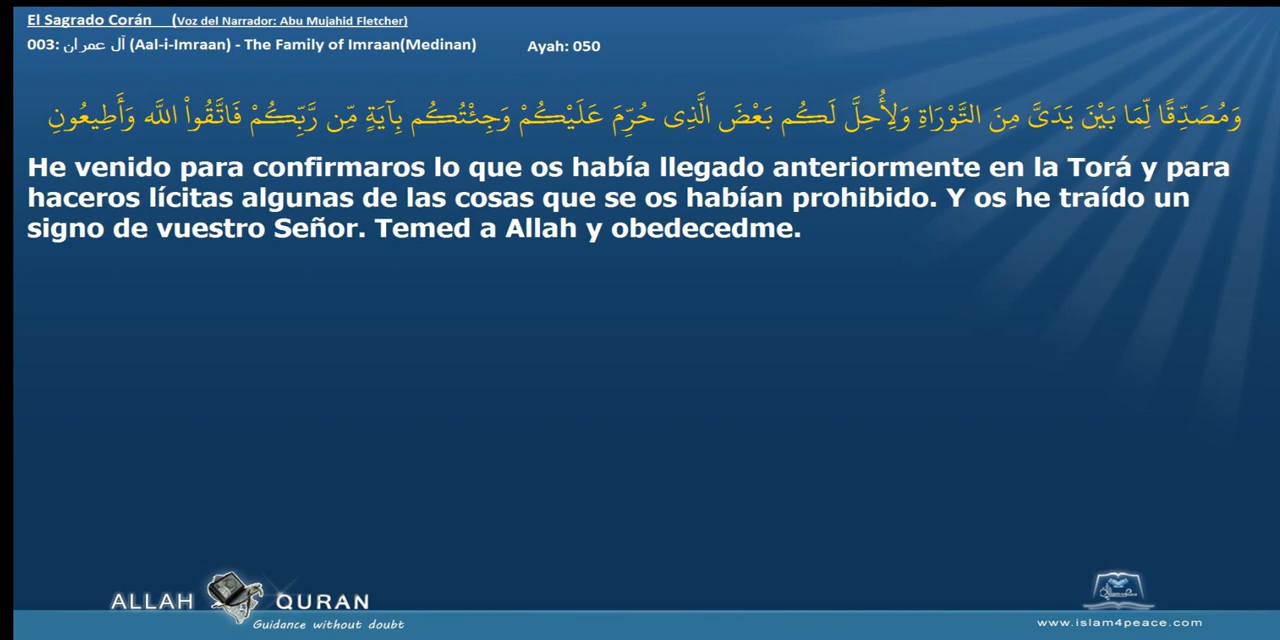 El Sagrado Corán (Voz del Narrador: Abu Mujahid Fletcher)
003: آل عمران (Aal-i-Imraan) - The Family of Imraan(Medinan) Ayah: 050
وَمُصَدِّقًا لِّمَا بَيْنَ يَدَىَّ مِنَ التَّوْرَاةِ وَلِأُحِلَّ لَكُم بَعْضَ الَّذِى حُرِّمَ عَلَيْكُمْ وَجِئْتُكُم بِآيَةٍ مِّن رَّبِّكُمْ فَاتَّقُواْ اللَّه وَأَطِيعُونِ
He venido para confirmaros lo que os había llegado anteriormente en la Torá y para
haceros lícitas algunas de las cosas que se os habían prohibido. Y os he traído un
signo de vuestro Señor. Temed a Allah y obedecedme.
ALLAH QURAN
Guidance without doubt
www.islam4peace.com